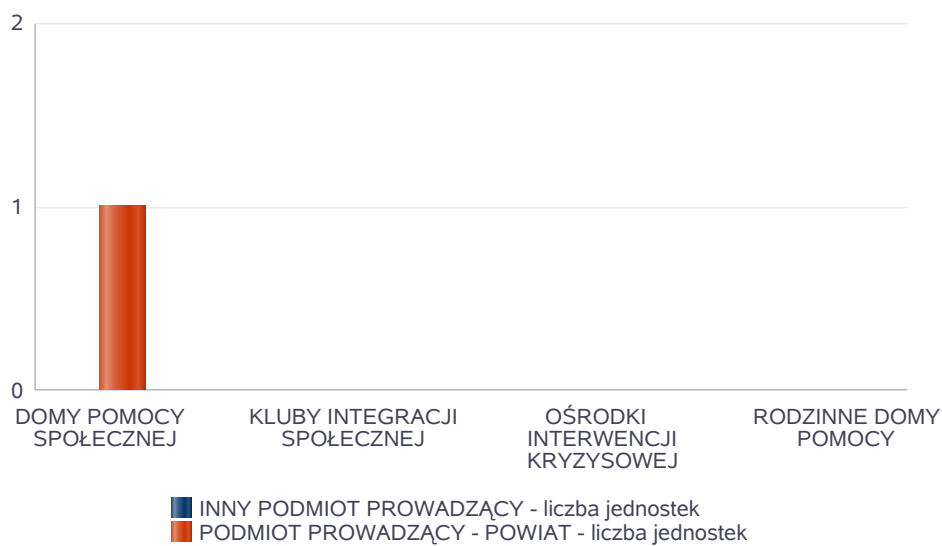 2
1
0
DOMY POMOCY SPOŁECZNEJ
KLUBY INTEGRACJI SPOŁECZNEJ
OŚRODKI INTERWENCJI KRYZYSOWEJ
RODZINNE DOMY POMOCY
INNY PODMIOT PROWADZĄCY - liczba jednostek
PODMIOT PROWADZĄCY - POWIAT - liczba jednostek